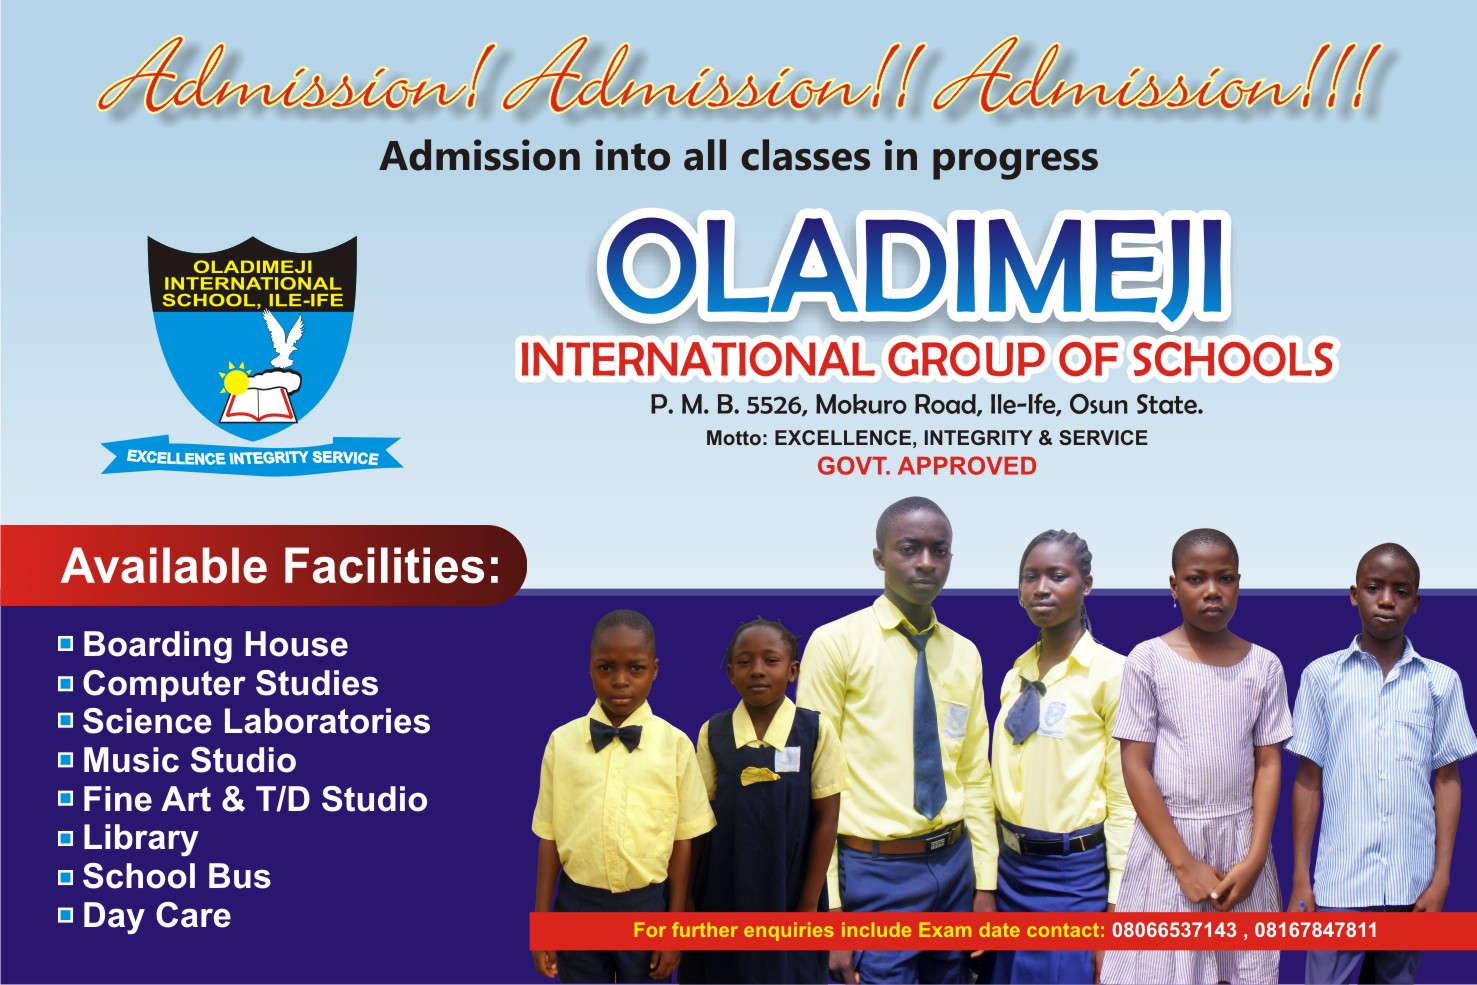 Admission! Admission!! Admission!!!
Admission into all classes in progress
OLADIMEJI
INTERNATIONAL
SCHOOL, ILE-IFE
EXCELLENCE INTEGRITY SERVICE
OLADIMEJI
INTERNATIONAL GROUP OF SCHOOLS
P. M. B. 5526, Mokuro Road, Ile-Ife, Osun State.
Motto: EXCELLENCE, INTEGRITY & SERVICE
GOVT. APPROVED
Available Facilities:
Boarding House
Computer Studies
Science Laboratories
Music Studio
Fine Art & T/D Studio
Library
School Bus
Day Care
For further enquiries include Exam date contact: 08066537143 , 08167847811